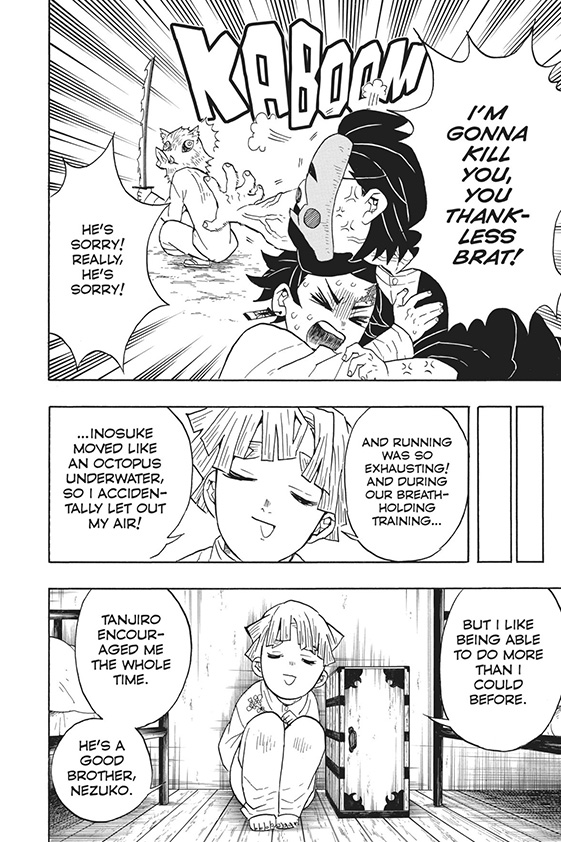 KABOOM
I'M
GONNA
KILL
YOU,
YOU
THANK-
LESS
BRAT!
HE'S
SORRY!
REALLY,
HE'S
SORRY!
AND RUNNING
WAS SO
EXHAUSTING!
AND DURING
OUR BREATH-
HOLDING
TRAINING...
...INOSUKE
MOVED LIKE
AN OCTOPUS
UNDERWATER,
SO I ACCIDEN-
TALLY LET OUT
MY AIR!
BUT I LIKE
BEING ABLE
TO DO MORE
THAN I
COULD
BEFORE.
TANJIRO
ENCOUR-
AGED ME
THE WHOLE
TIME.
HE'S A
GOOD
BROTHER,
NEZUKO.